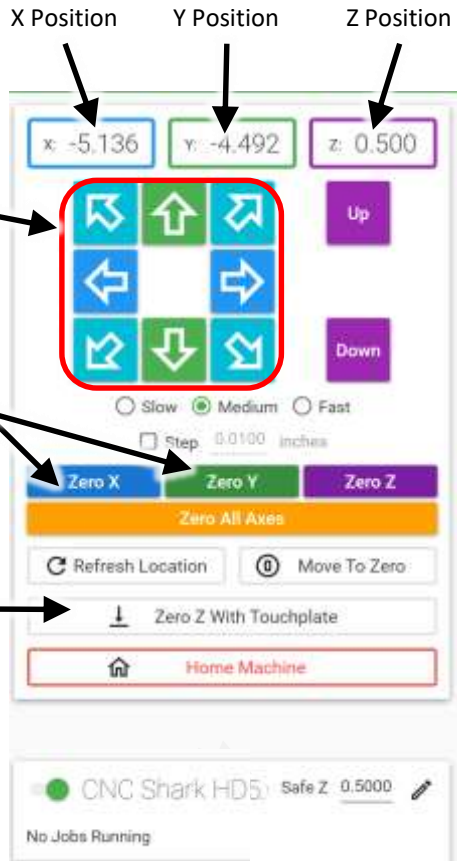 X Position Y Position Z Position
X: -5.136 Y: -4.492 Z: 0.500
Up
Down
Slow Medium Fast
Step 0.0100 inches
Zero X Zero Y Zero Z
Zero All Axes
Refresh Location 0 Move To Zero
Zero Z With Touchplate
Home Machine
CNC Shark HD5 Safe Z 0.5000
No Jobs Running